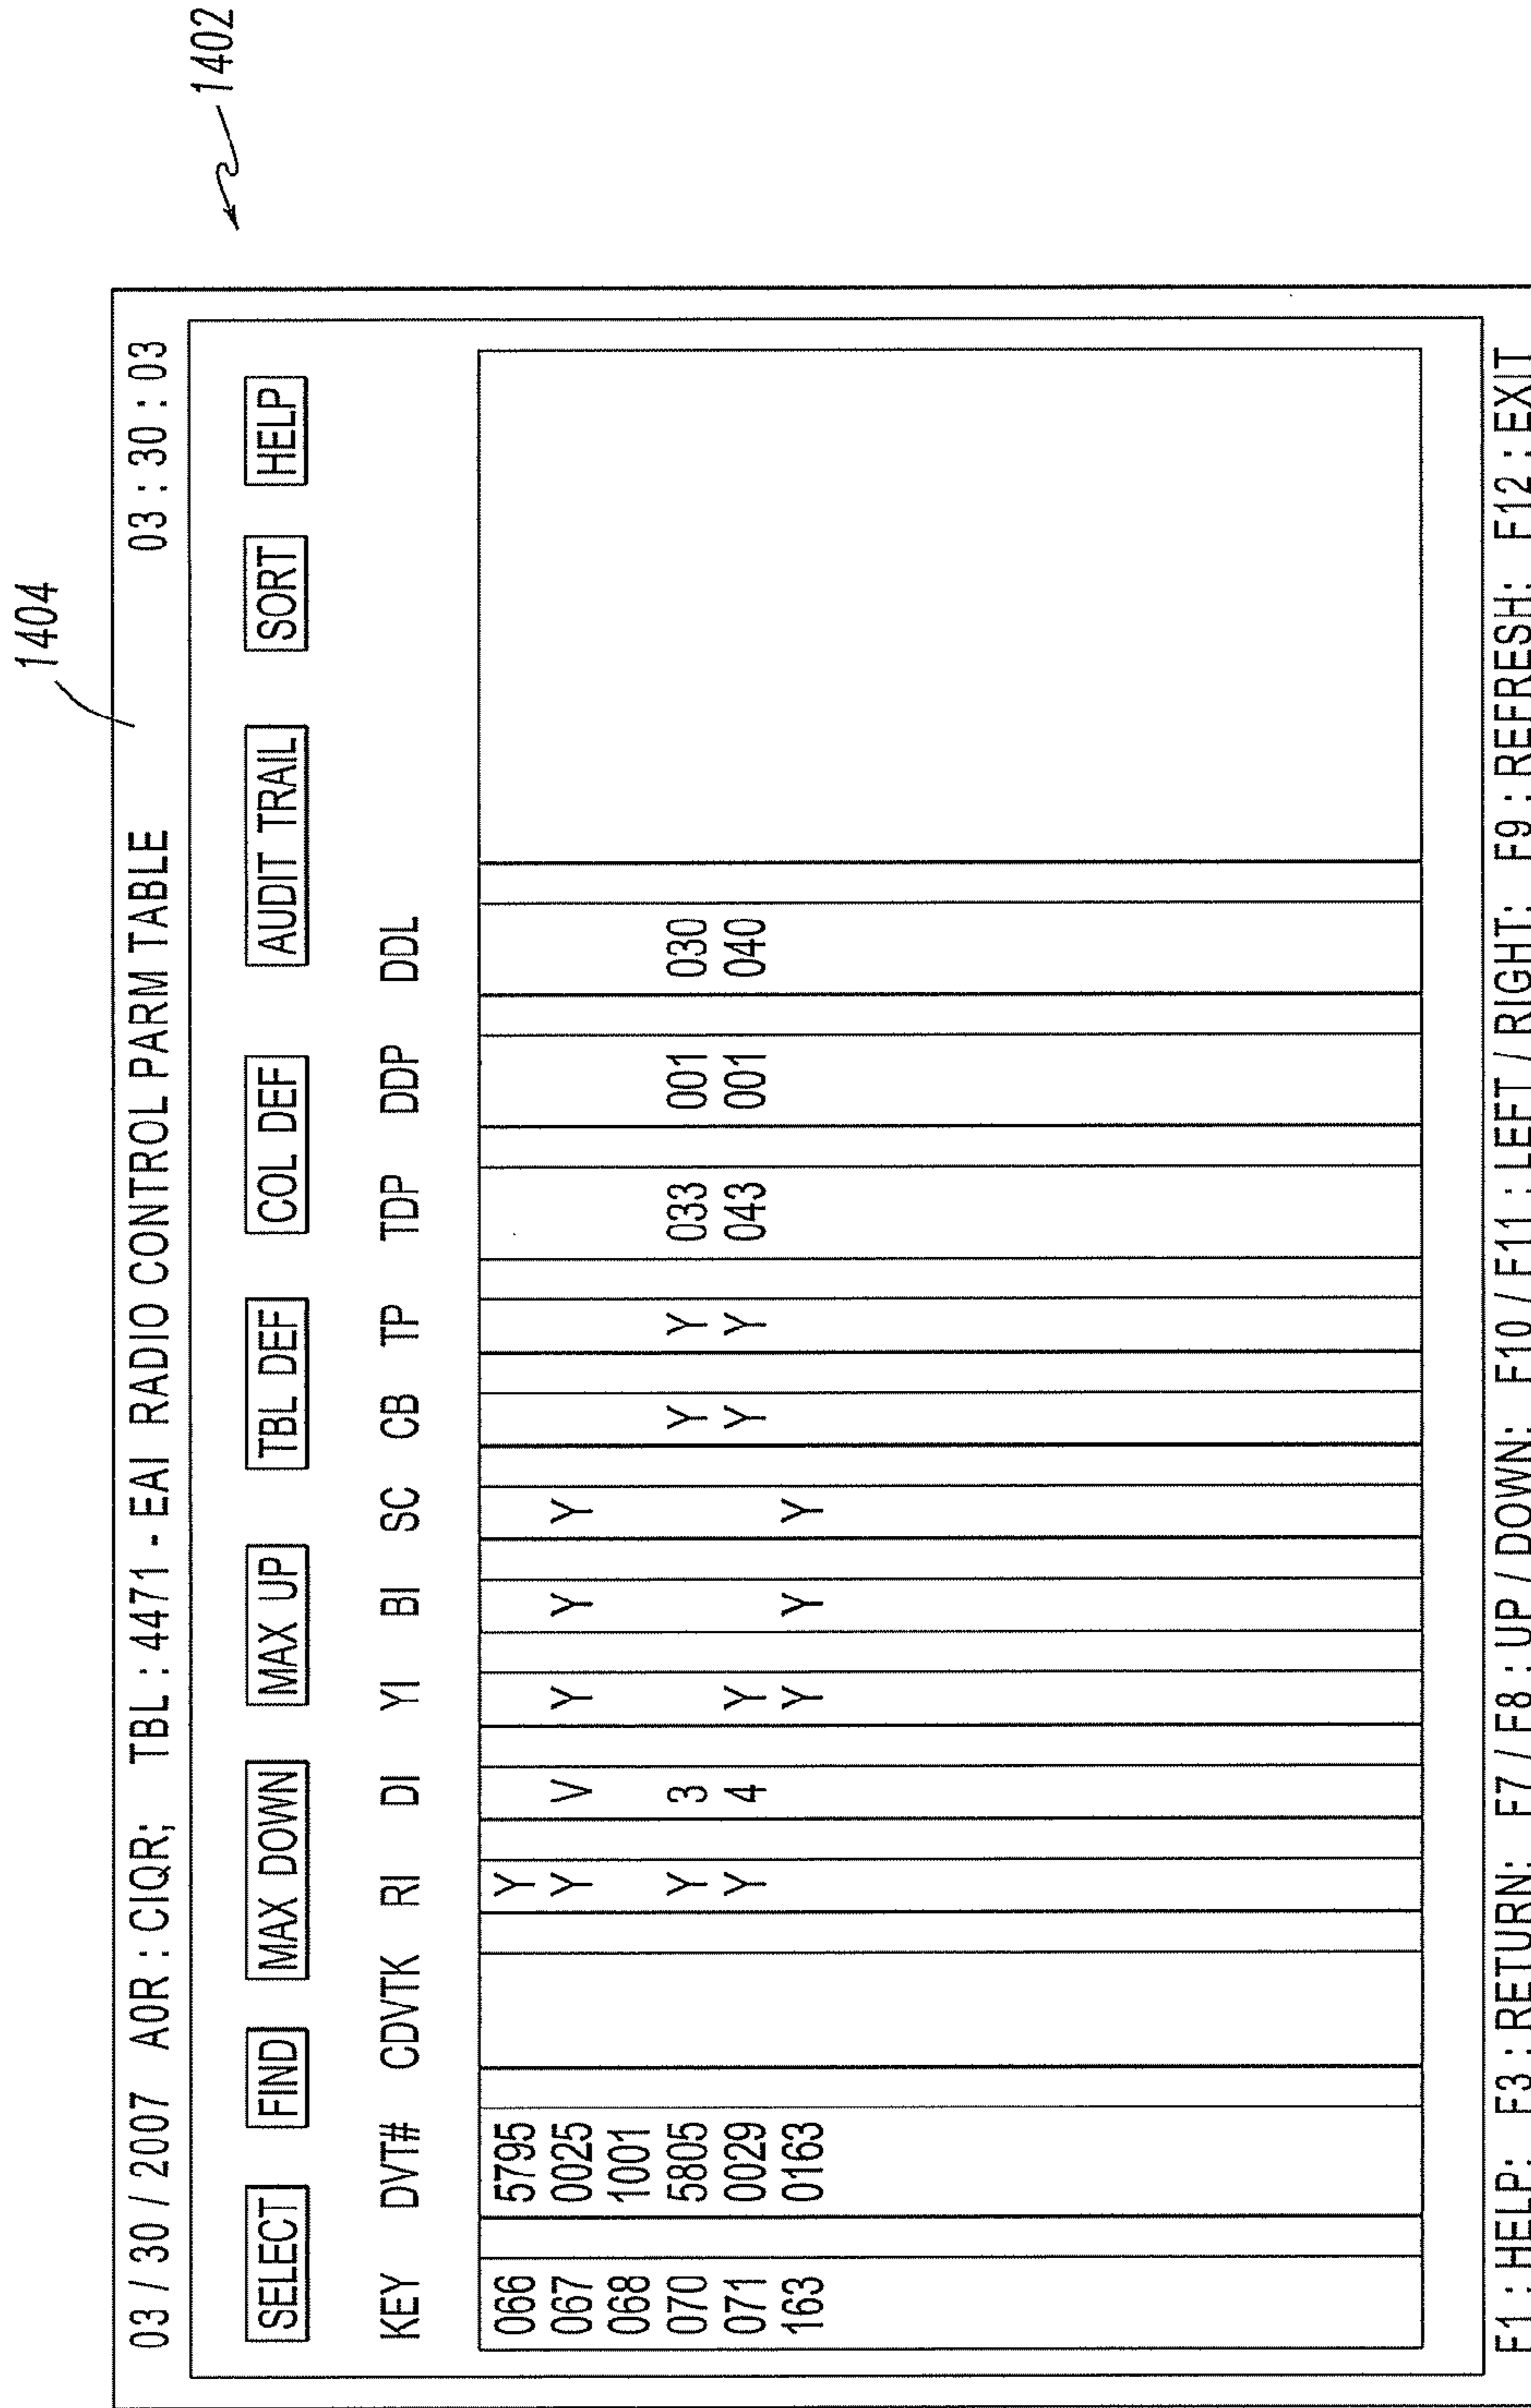 1402
1404
03 / 30 / 2007 A0R : CIQR; TBL : 4471 - EAI RADIO CONTROL PARM TABLE 03 : 30 : 03
SELECT FIND MAX DOWN MAX UP TBL DEF COL DEF AUDIT TRAIL SORT HELP
KEY DVT# CDVTK RI DI YI BI SC CB TP TDP DDP DDL
066 5795 Y
067 0025 Y V Y Y Y
068 1001
070 5805 Y 3 Y Y 033 001 030
071 0029 Y 4 Y Y Y 043 001 040
163 0163 Y Y Y
F1 : HELP; F3 : RETURN; F7 / F8 : UP / DOWN; F10 / F11 : LEFT / RIGHT; F9 : REFRESH; F12 : EXIT